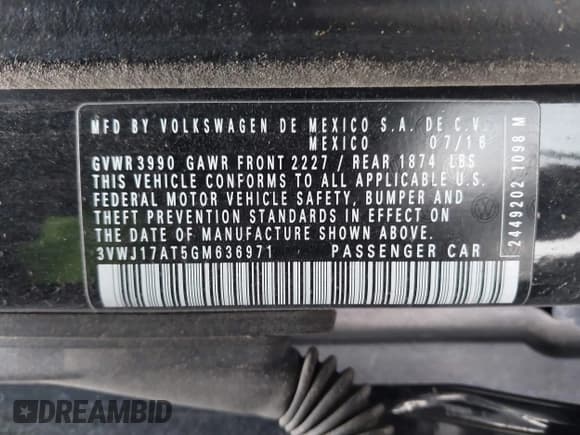 MFD BY VOLKSWAGEN DE MEXICO S.A. DE C.V.
MEXICO 07/16
GVWR 3990 GAWR FRONT 2227 / REAR 1874 LBS
THIS VEHICLE CONFORMS TO ALL APPLICABLE U.S.
FEDERAL MOTOR VEHICLE SAFETY, BUMPER AND
THEFT PREVENTION STANDARDS IN EFFECT ON
THE DATE OF MANUFACTURE SHOWN ABOVE.
3VWJ17AT5GM636971 PASSENGER CAR
2449202 1098 M
DREAMBID